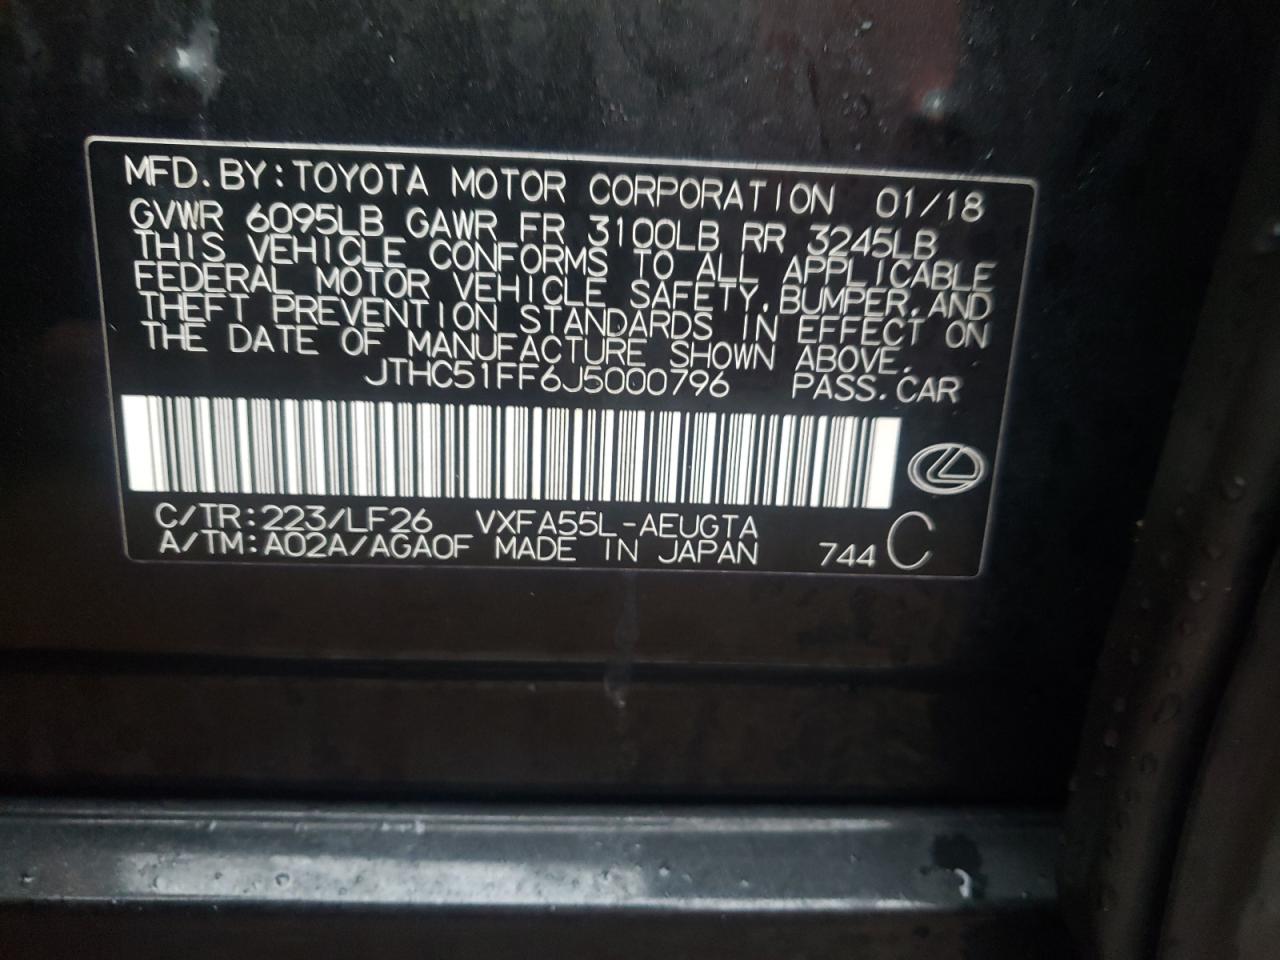 MFD. BY: TOYOTA MOTOR CORPORATION 01/18
GVWR 6095LB GAWR FR 3100LB RR 3245LB
THIS VEHICLE CONFORMS TO ALL APPLICABLE
FEDERAL MOTOR VEHICLE SAFETY, BUMPER, AND
THEFT PREVENTION STANDARDS IN EFFECT ON
THE DATE OF MANUFACTURE SHOWN ABOVE.
JTHC51FF6J5000796 PASS. CAR
C/TR: 223/LF26 VXFA55L-AEUGTA
A/TM: A02A/AGA0F MADE IN JAPAN 744 C